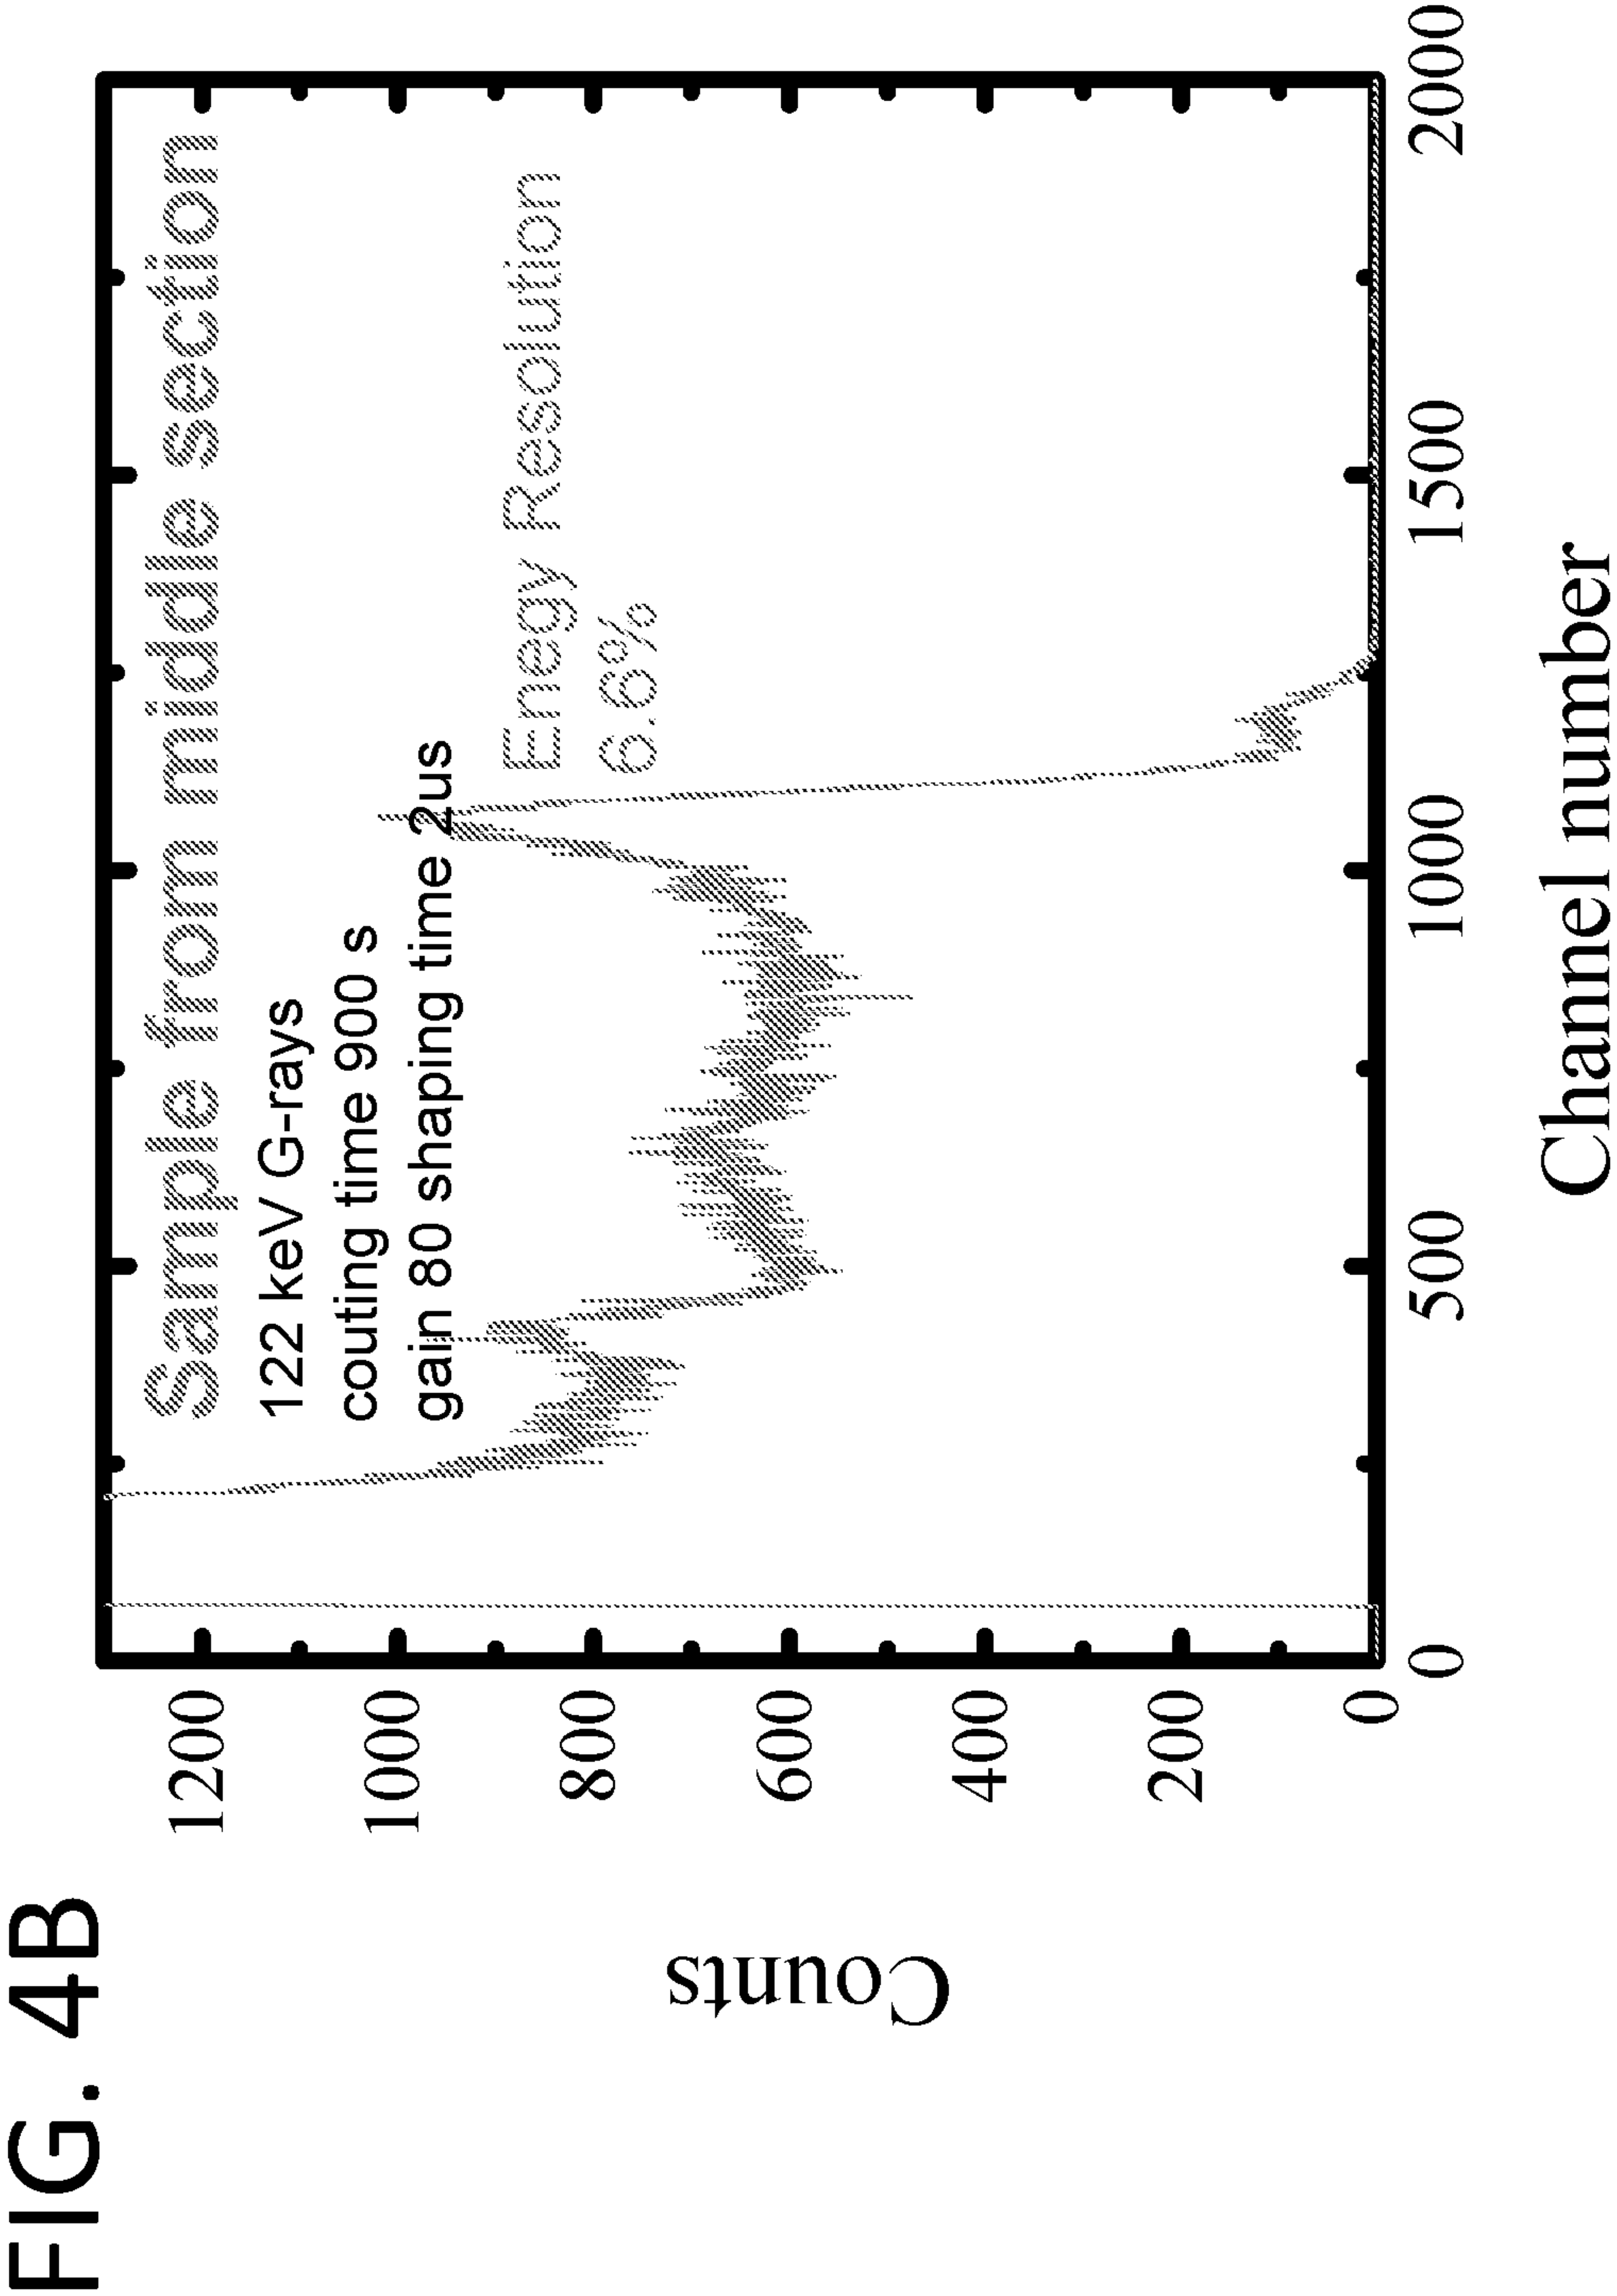 FIG. 4B
Sample from middle section
122 keV G-rays
couting time 900 s
gain 80 shaping time 2us
Energy Resolution
6.6%
Counts
1200
1000
800
600
400
200
0
0
500
1000
1500
2000
Channel number